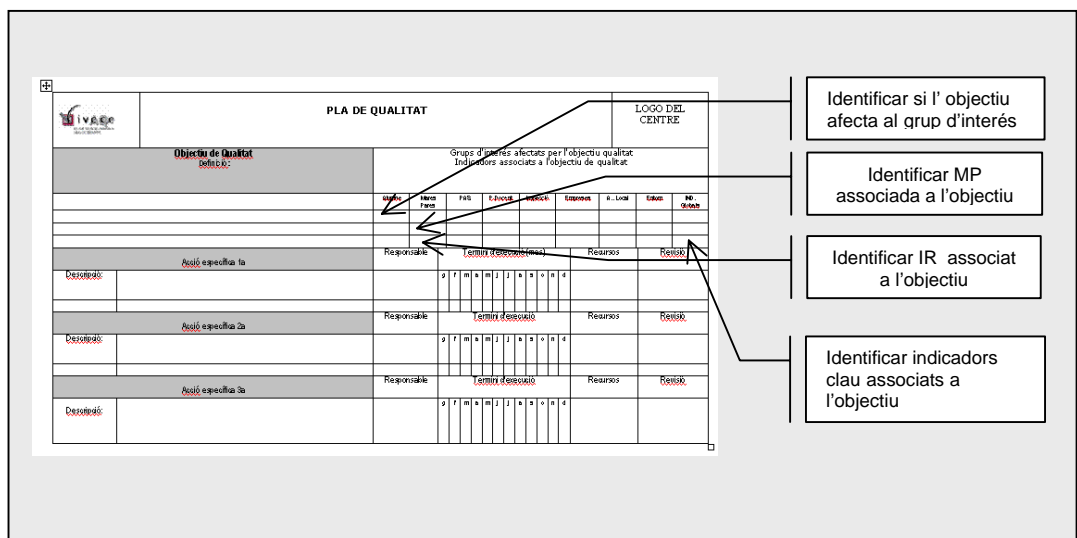 ivece
PLA DE QUALITAT
LOGO DEL
CENTRE
Objectiu de Qualitat
Definició:
Grups d'interès afectats per l'objectiu qualitat
Indicadors associats a l'objectiu de qualitat
Mares
Pares
PAS
Empreses
A... Local
Entorn
IND.
Globals
Acció específica 1a
Responsable
Termini d'execució (mes)
Recursos
Revisió
Descripció:
g f m a m j j a s o n d
Acció específica 2a
Responsable
Termini d'execució
Recursos
Revisió
Descripció:
g f m a m j j a s o n d
Acció específica 3a
Responsable
Termini d'execució
Recursos
Revisió
Descripció:
g f m a m j j a s o n d
Identificar si l' objectiu
afecta al grup d'interés
Identificar MP
associada a l'objectiu
Identificar IR associat
a l'objectiu
Identificar indicadors
clau associats a
l'objectiu